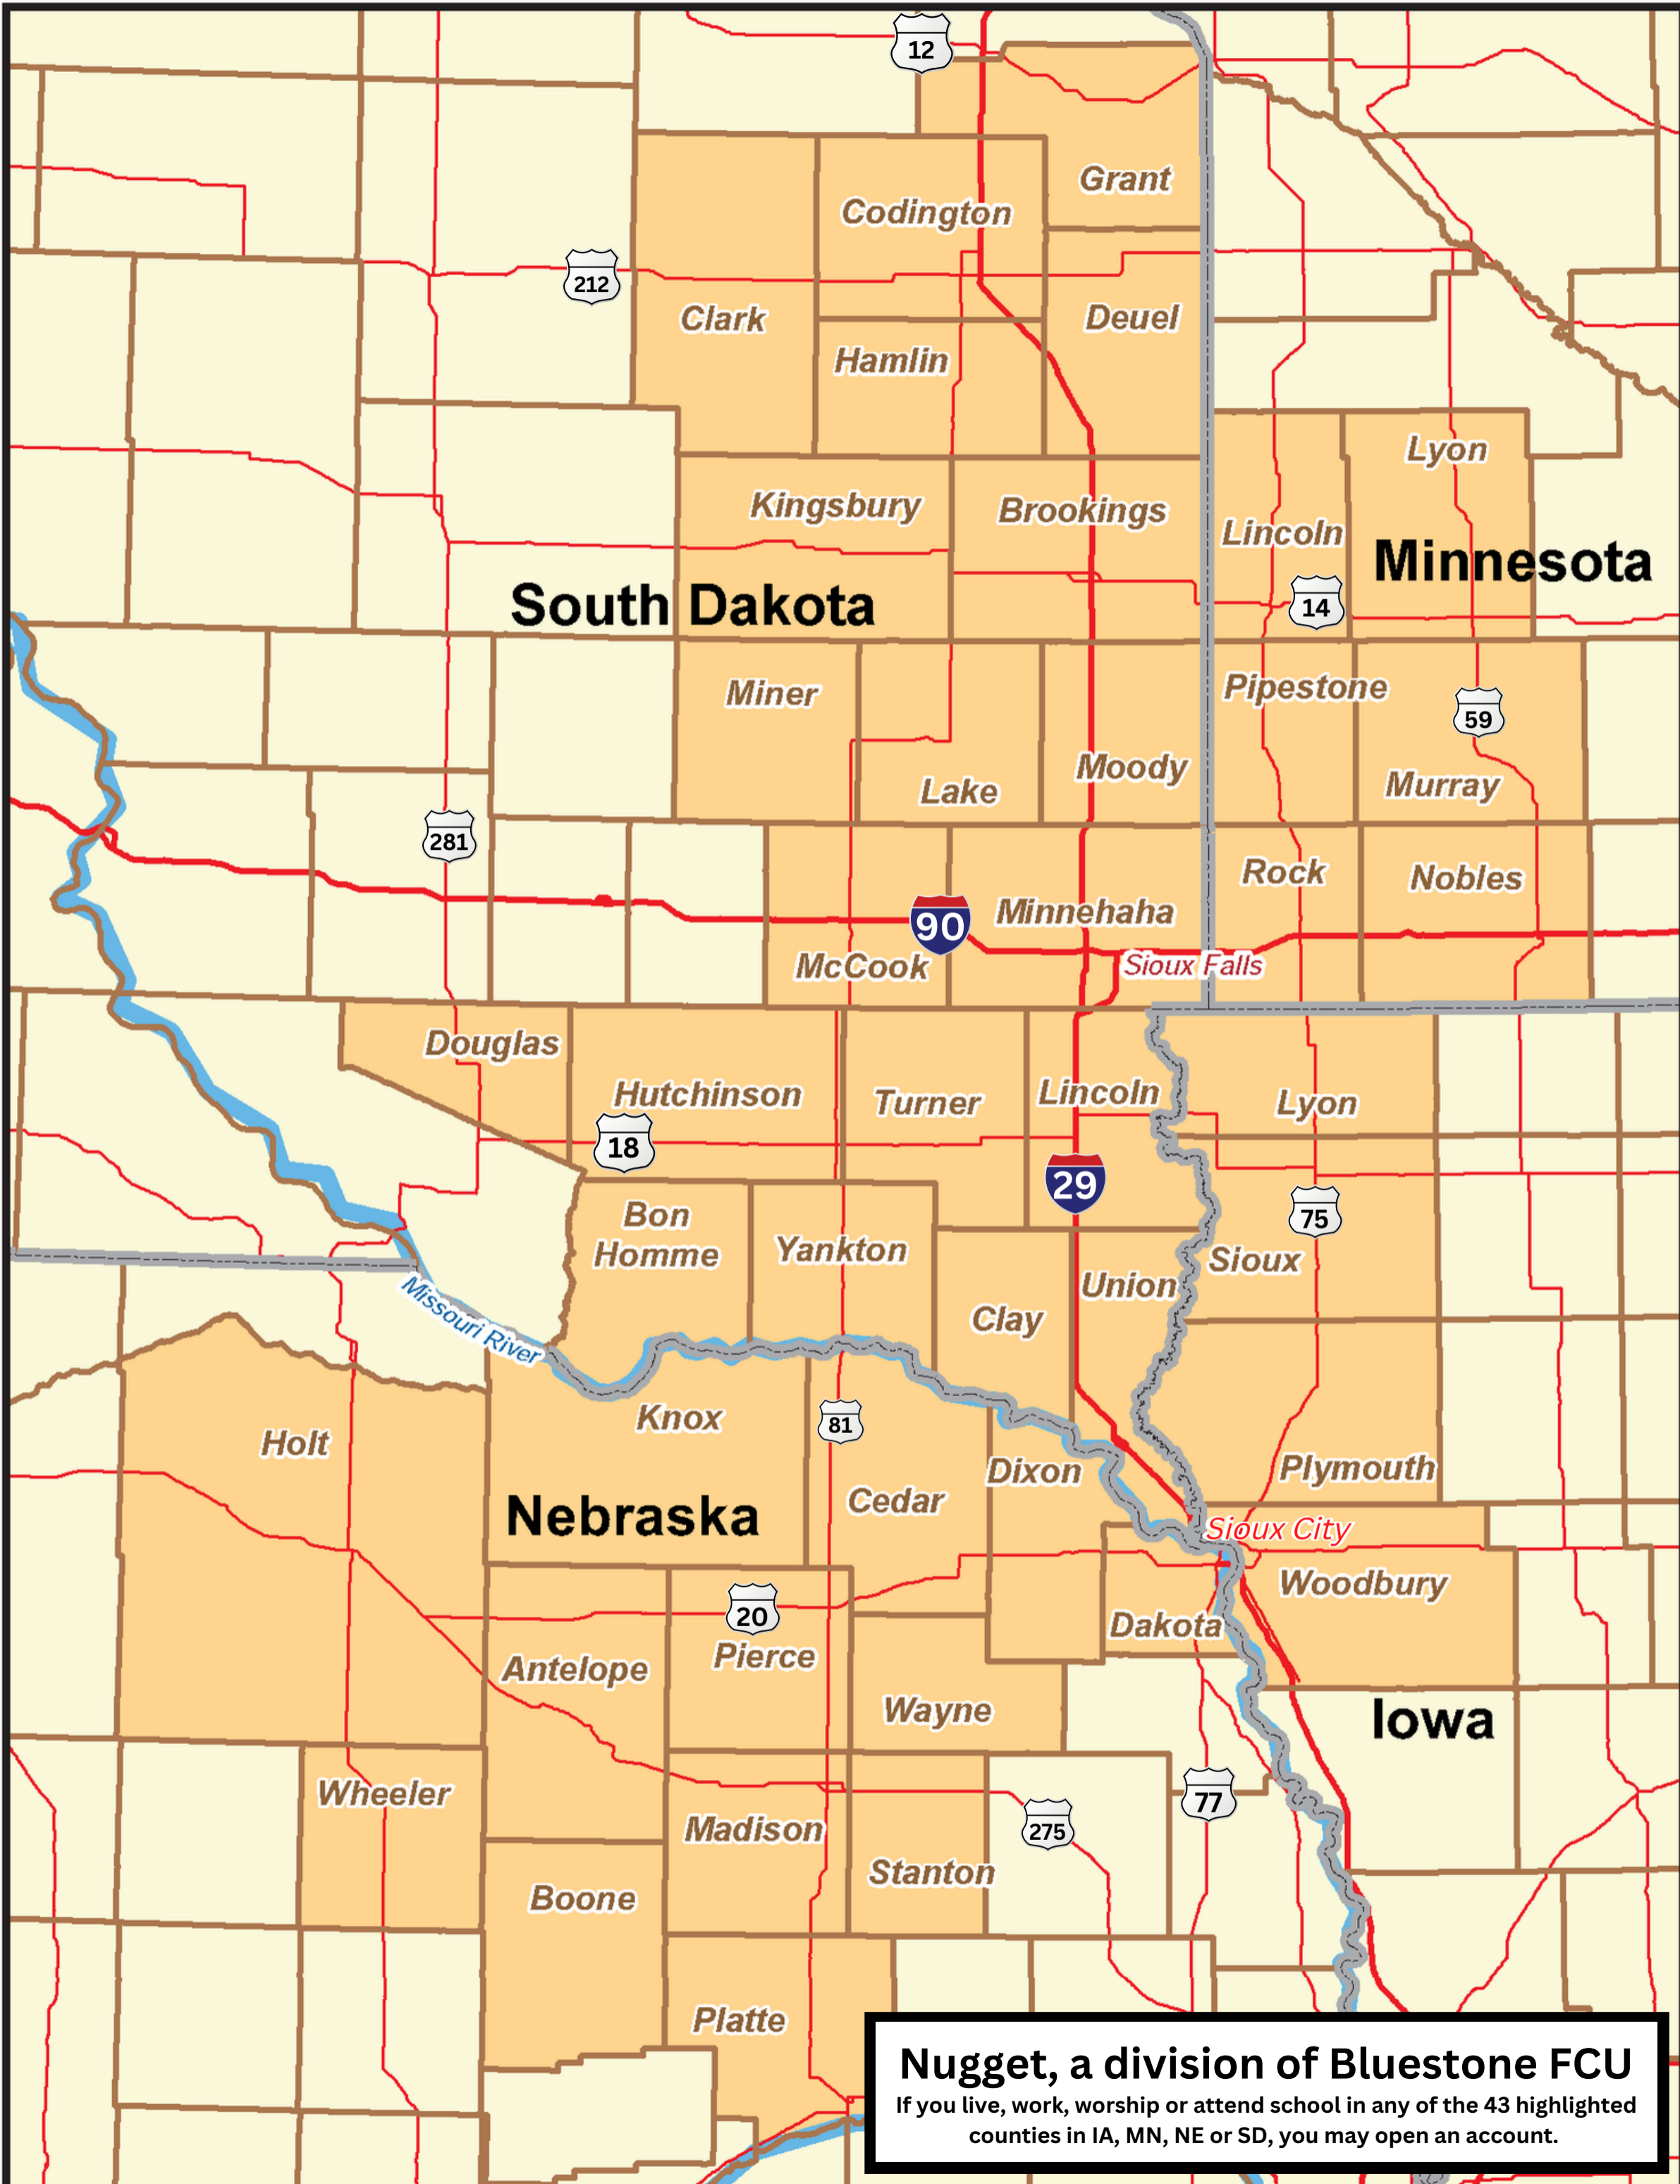 12
Grant
Codington
212
Clark
Deuel
Hamlin
Lyon
Kingsbury
Brookings
Lincoln
Minnesota
South Dakota
14
Miner
Pipestone
59
Moody
Lake
Murray
281
Rock
Nobles
90
Minnehaha
McCook
Sioux Falls
Douglas
Hutchinson
Turner
Lincoln
Lyon
18
29
75
Bon
Homme
Yankton
Sioux
Union
Clay
Missouri River
Knox
81
Holt
Dixon
Plymouth
Cedar
Nebraska
Sioux City
Woodbury
20
Dakota
Pierce
Antelope
Wayne
Iowa
Wheeler
77
275
Madison
Stanton
Boone
Platte
Nugget, a division of Bluestone FCU
If you live, work, worship or attend school in any of the 43 highlighted
counties in IA, MN, NE or SD, you may open an account.